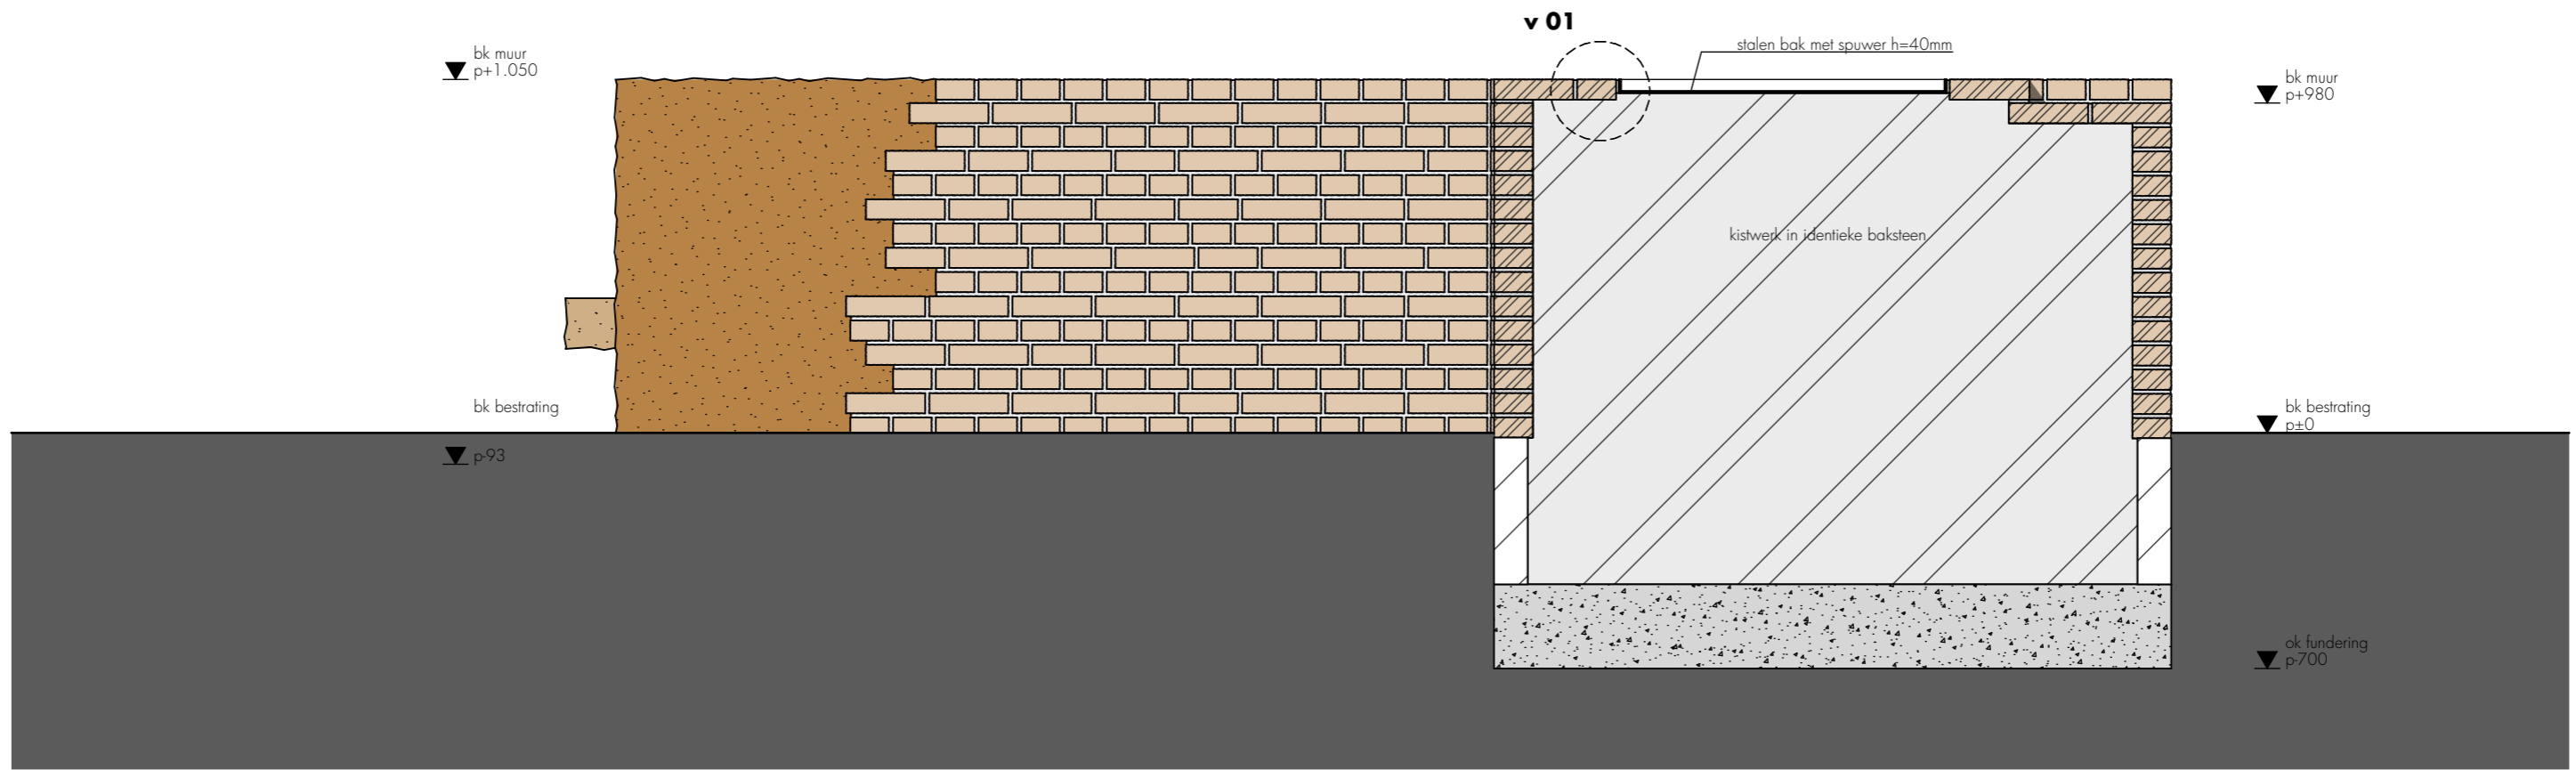 v 01
stalen bak met spuwer h=40mm
bk muur
p+1.050
bk muur
p+980
kistwerk in identieke baksteen
bk bestrating
p-93
bk bestrating
p±0
ok fundering
p-700